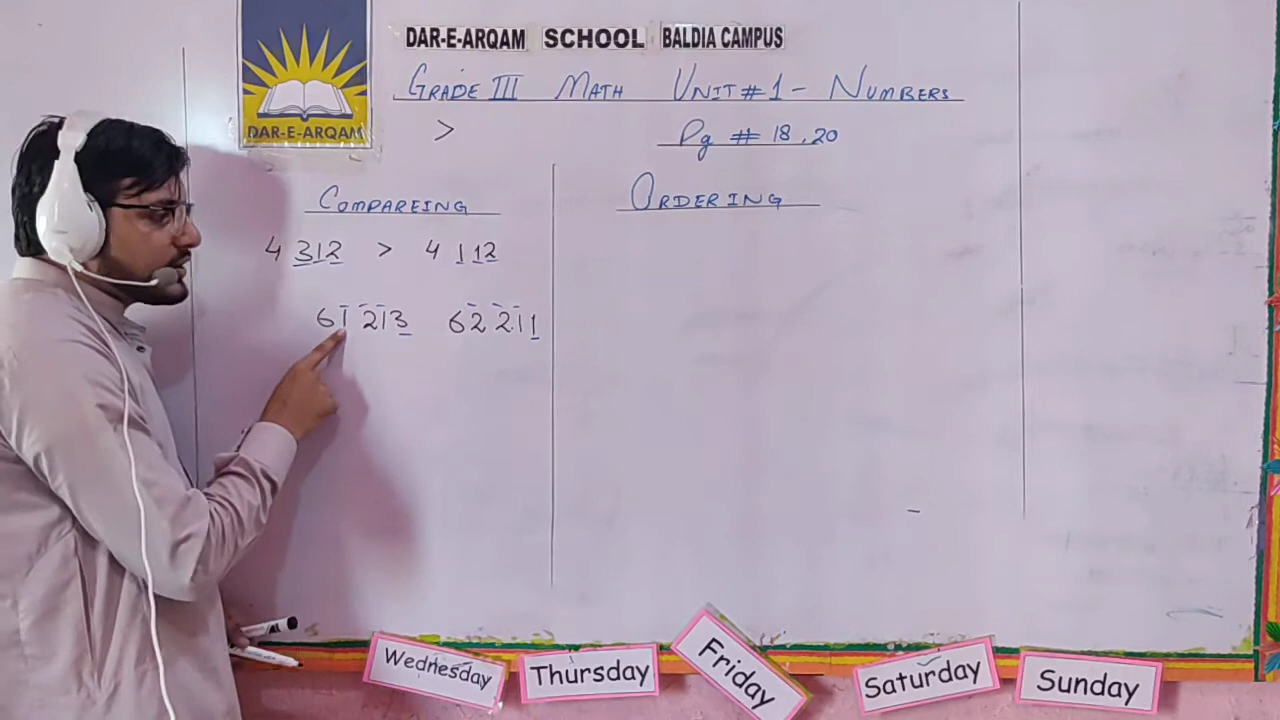 DAR-E-ARQAM SCHOOL BALDIA CAMPUS
DAR-E-ARQAM
GRADE III MATH UNIT #1 - NUMBERS
>
Pg # 18,20
COMPAREING
4 312 > 4 112
61 213 62 211
ORDERING
Wednesday
Thursday
Friday
Saturday
Sunday